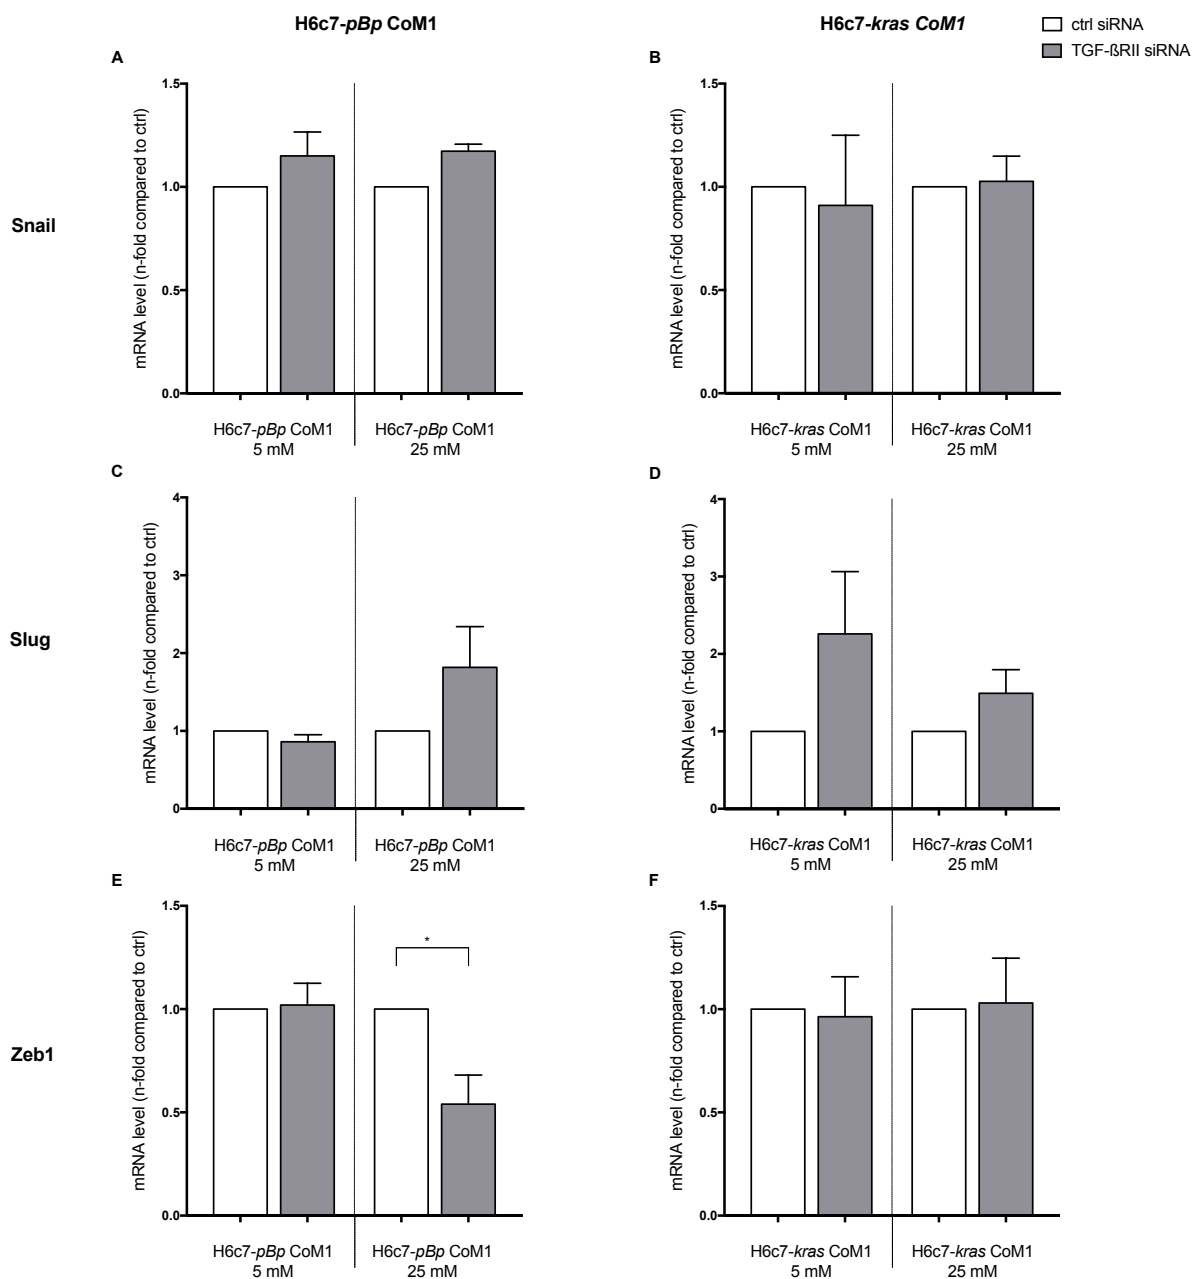 H6c7-pBp CoM1
H6c7-kras CoM1
ctrl siRNA
TGF-ßRII siRNA
A
1.5
1.0
0.5
0.0
mRNA level (n-fold compared to ctrl)
Snail
H6c7-pBp CoM1
5 mM
H6c7-pBp CoM1
25 mM
B
1.5
1.0
0.5
0.0
mRNA level (n-fold compared to ctrl)
H6c7-kras CoM1
5 mM
H6c7-kras CoM1
25 mM
C
4
3
2
1
0
mRNA level (n-fold compared to ctrl)
Slug
H6c7-pBp CoM1
5 mM
H6c7-pBp CoM1
25 mM
D
4
3
2
1
0
mRNA level (n-fold compared to ctrl)
H6c7-kras CoM1
5 mM
H6c7-kras CoM1
25 mM
E
1.5
1.0
0.5
0.0
mRNA level (n-fold compared to ctrl)
*
Zeb1
H6c7-pBp CoM1
5 mM
H6c7-pBp CoM1
25 mM
F
1.5
1.0
0.5
0.0
mRNA level (n-fold compared to ctrl)
H6c7-kras CoM1
5 mM
H6c7-kras CoM1
25 mM